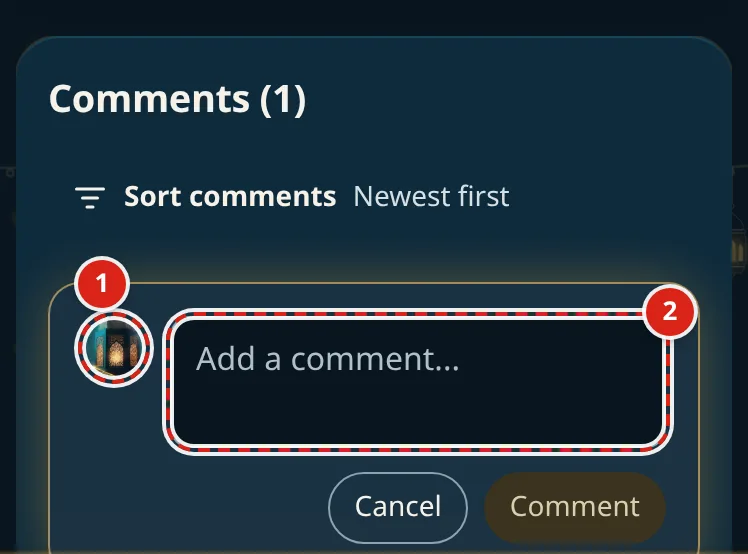 Comments (1)
Sort comments Newest first
1
2
Add a comment...
Cancel Comment